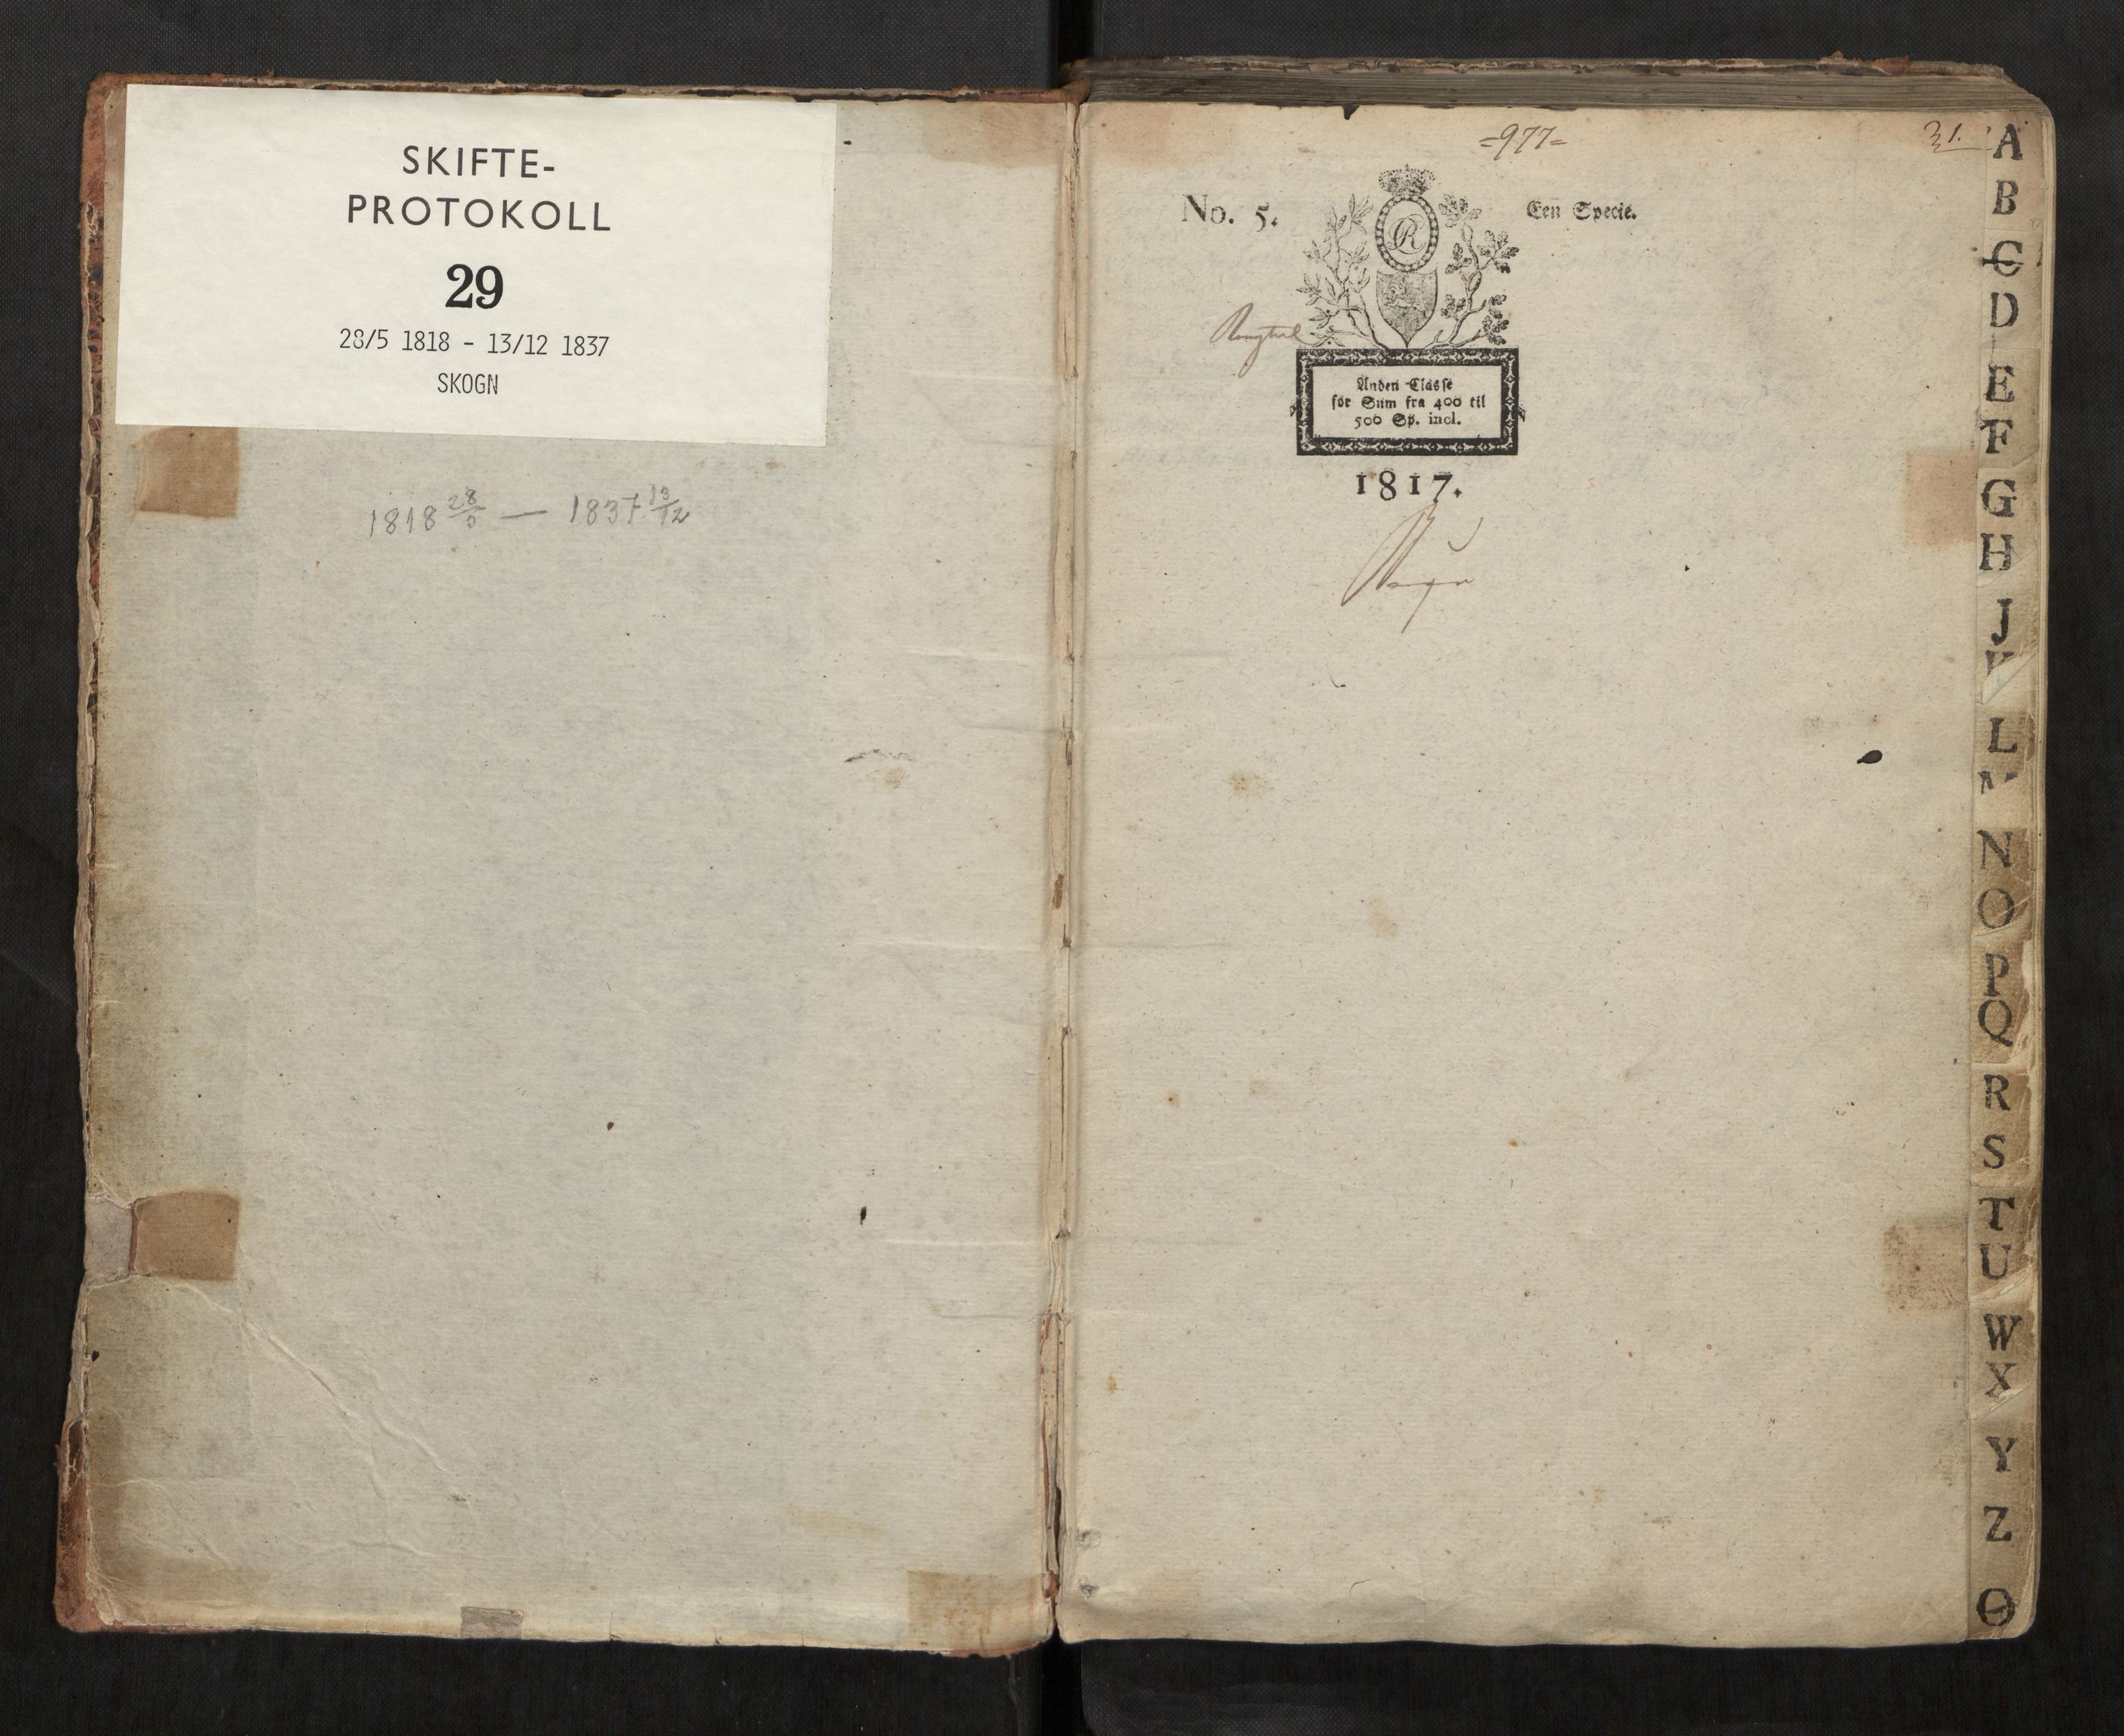 SKIFTE-
PROTOKOLL
29
28/5 1818 - 13/12 1837
SKOGN
1818 28/5 — 1837 13/12
=977=
31.
No. 5.
Een Specie.
R
Anden Classe
for Sum fra 400 til
500 Sp. incl.
1817.
A
B
C
D
E
F
G
H
J
L
N
O
P
Q
R
S
T
U
W
X
Y
Z
Ø